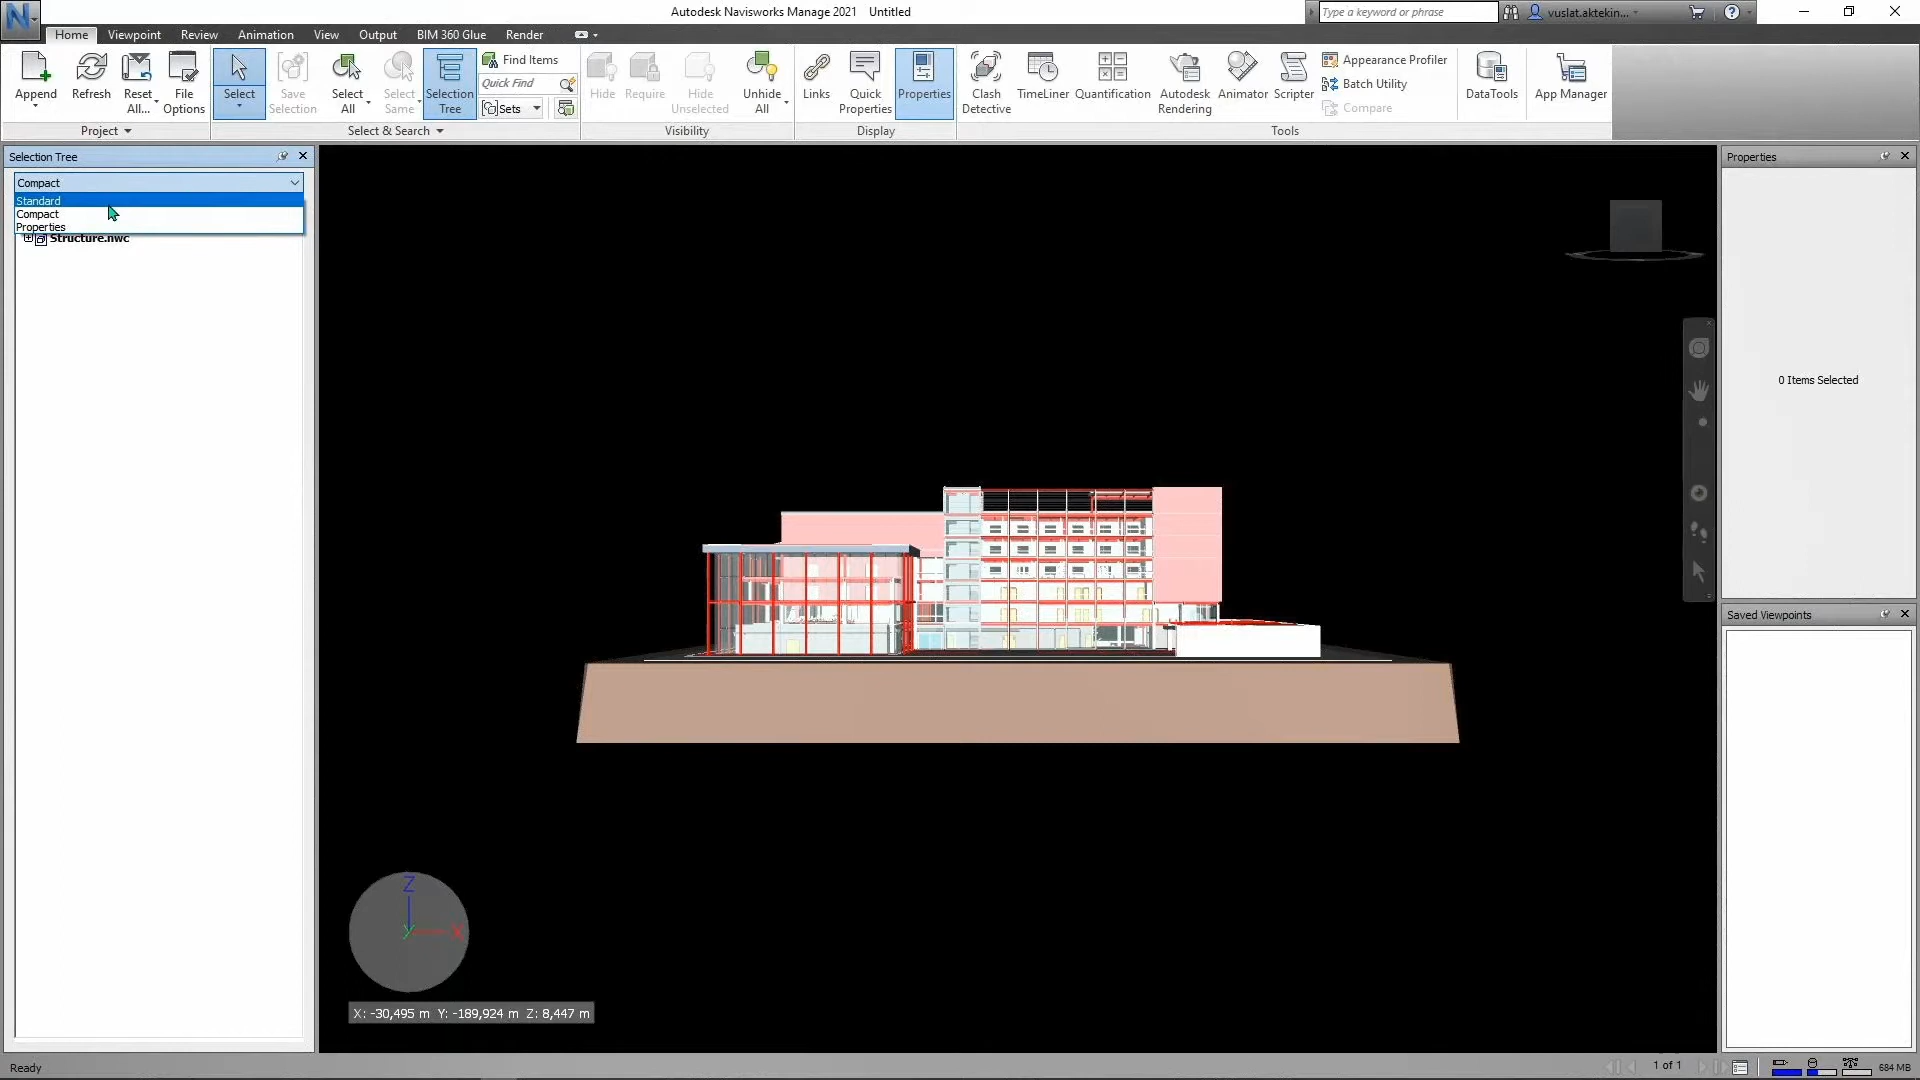 N
Autodesk Navisworks Manage 2021 Untitled
Type a keyword or phrase
vuslat.aktekin...
Home Viewpoint Review Animation View Output BIM 360 Glue Render
Append
Refresh
Reset All...
File Options
Select
Save Selection
Select All
Select Same
Selection Tree
Find Items
Quick Find
Sets
Hide
Require
Hide Unselected
Unhide All
Links
Quick Properties
Properties
Clash Detective
TimeLiner
Quantification
Autodesk Rendering
Animator
Scripter
Appearance Profiler
Batch Utility
Compare
DataTools
App Manager
Project
Select & Search
Visibility
Display
Tools
Selection Tree
Compact
Standard
Compact
Properties
Structure.nwc
Properties
0 Items Selected
Saved Viewpoints
Z
Y
X
X: -30,495 m Y: -189,924 m Z: 8,447 m
Ready
1 of 1
684 MB